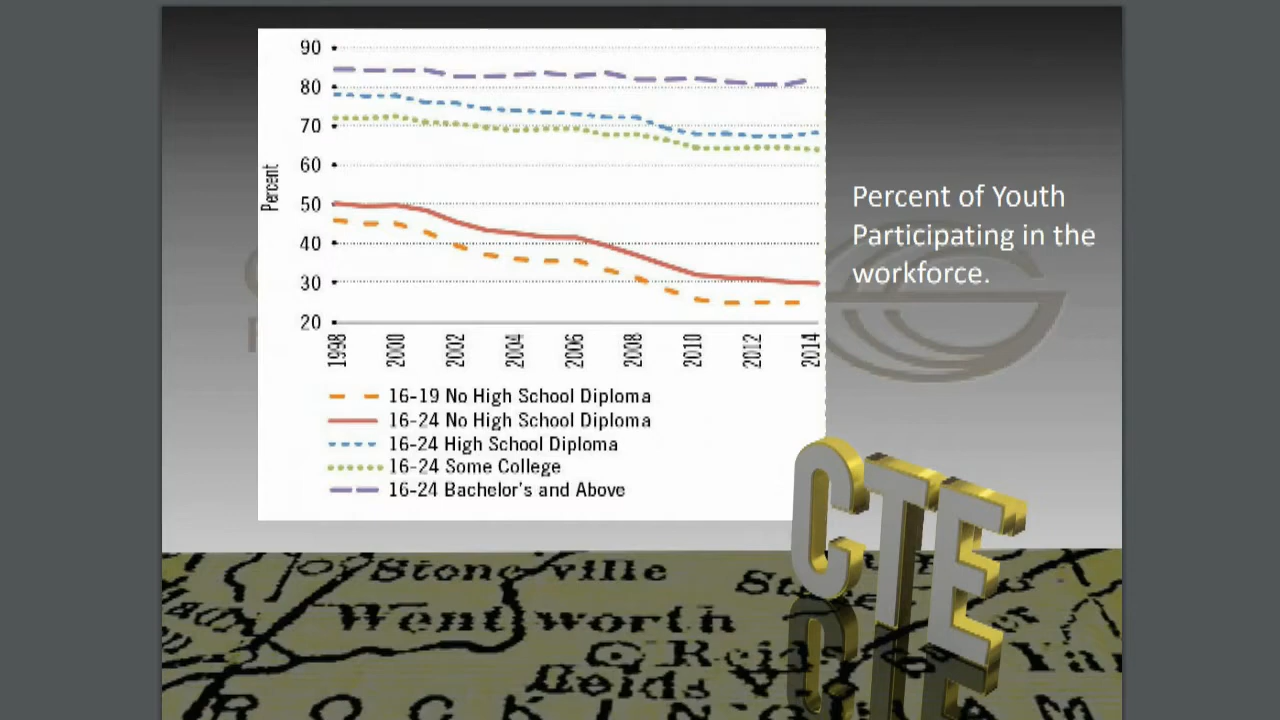 90
80
70
60
50
40
30
20
Percent
1998
2000
2002
2004
2006
2008
2010
2012
2014
16-19 No High School Diploma
16-24 No High School Diploma
16-24 High School Diploma
16-24 Some College
16-24 Bachelor's and Above
Percent of Youth
Participating in the
workforce.
CTE
Stoneville
Wentworth